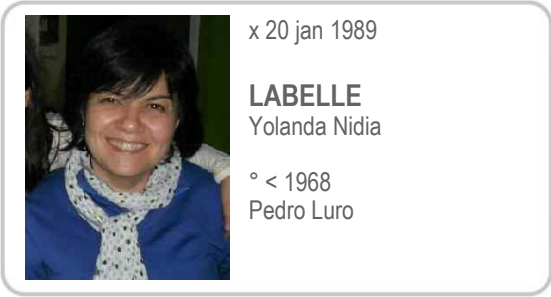 x 20 jan 1989
LABELLE
Yolanda Nidia
° < 1968
Pedro Luro